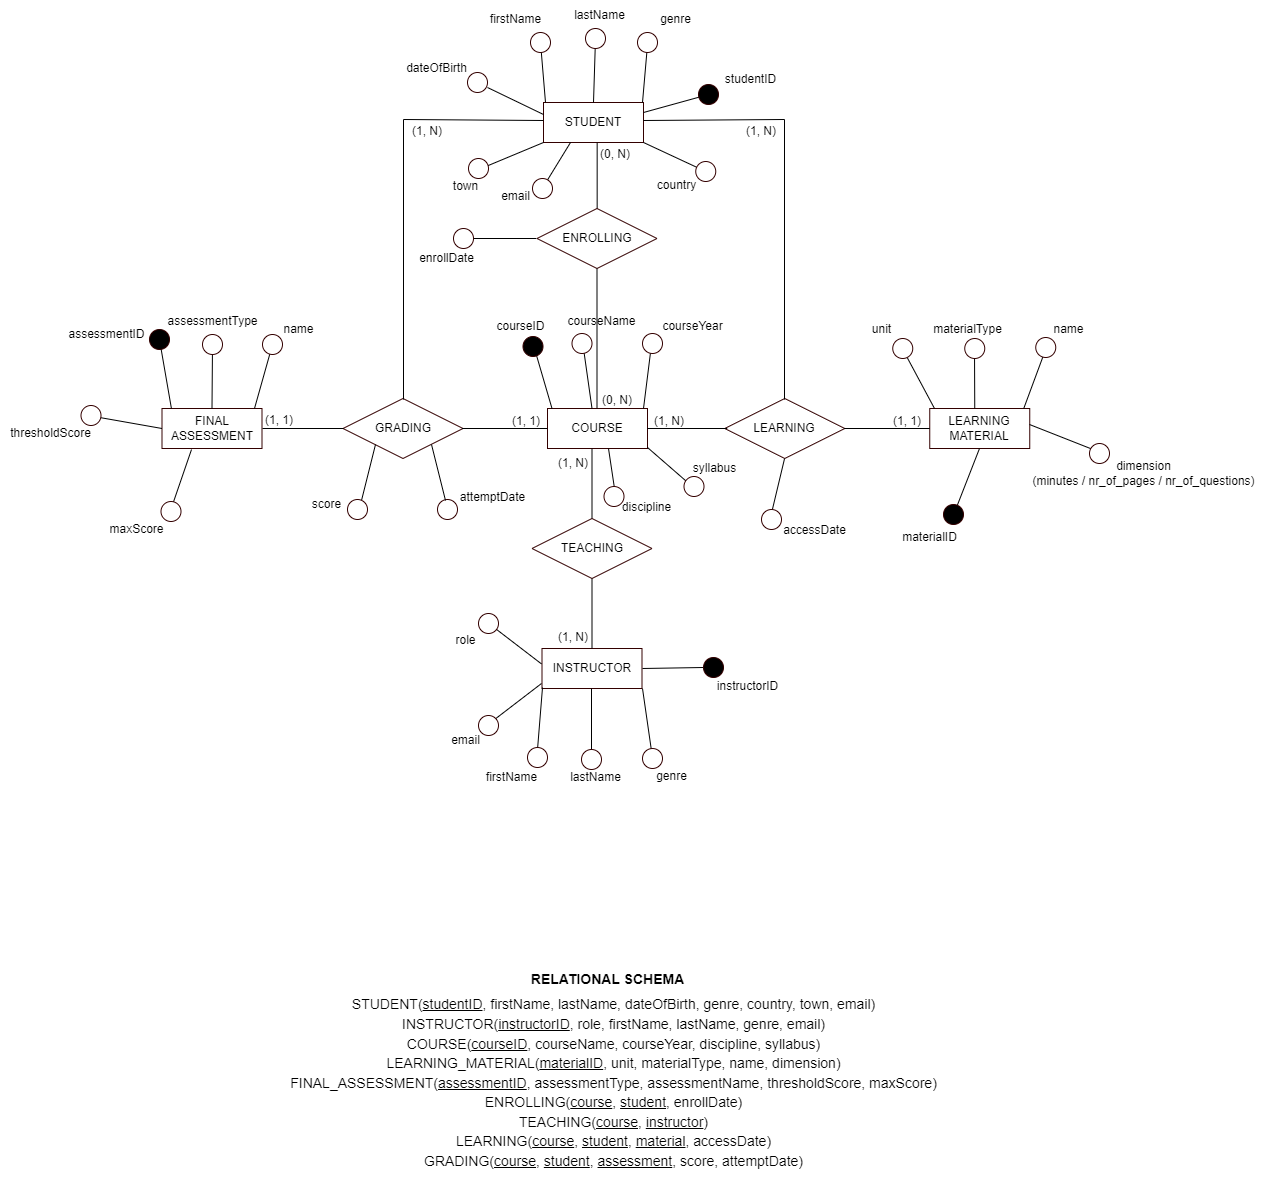 firstName
lastName
genre
dateOfBirth
studentID
STUDENT
(1, N)
(1, N)
(0, N)
town
email
country
ENROLLING
enrollDate
assessmentID
assessmentType
name
courseID
courseName
courseYear
unit
materialType
name
thresholdScore
FINAL
ASSESSMENT
(1, 1)
GRADING
(1, 1)
(0, N)
COURSE
(1, N)
LEARNING
(1, 1)
LEARNING
MATERIAL
maxScore
score
attemptDate
(1, N)
discipline
syllabus
accessDate
dimension
(minutes / nr_of_pages / nr_of_questions)
materialID
TEACHING
role
(1, N)
INSTRUCTOR
instructorID
email
firstName
lastName
genre
RELATIONAL SCHEMA
STUDENT(studentID, firstName, lastName, dateOfBirth, genre, country, town, email)
INSTRUCTOR(instructorID, role, firstName, lastName, genre, email)
COURSE(courseID, courseName, courseYear, discipline, syllabus)
LEARNING_MATERIAL(materialID, unit, materialType, name, dimension)
FINAL_ASSESSMENT(assessmentID, assessmentType, assessmentName, thresholdScore, maxScore)
ENROLLING(course, student, enrollDate)
TEACHING(course, instructor)
LEARNING(course, student, material, accessDate)
GRADING(course, student, assessment, score, attemptDate)